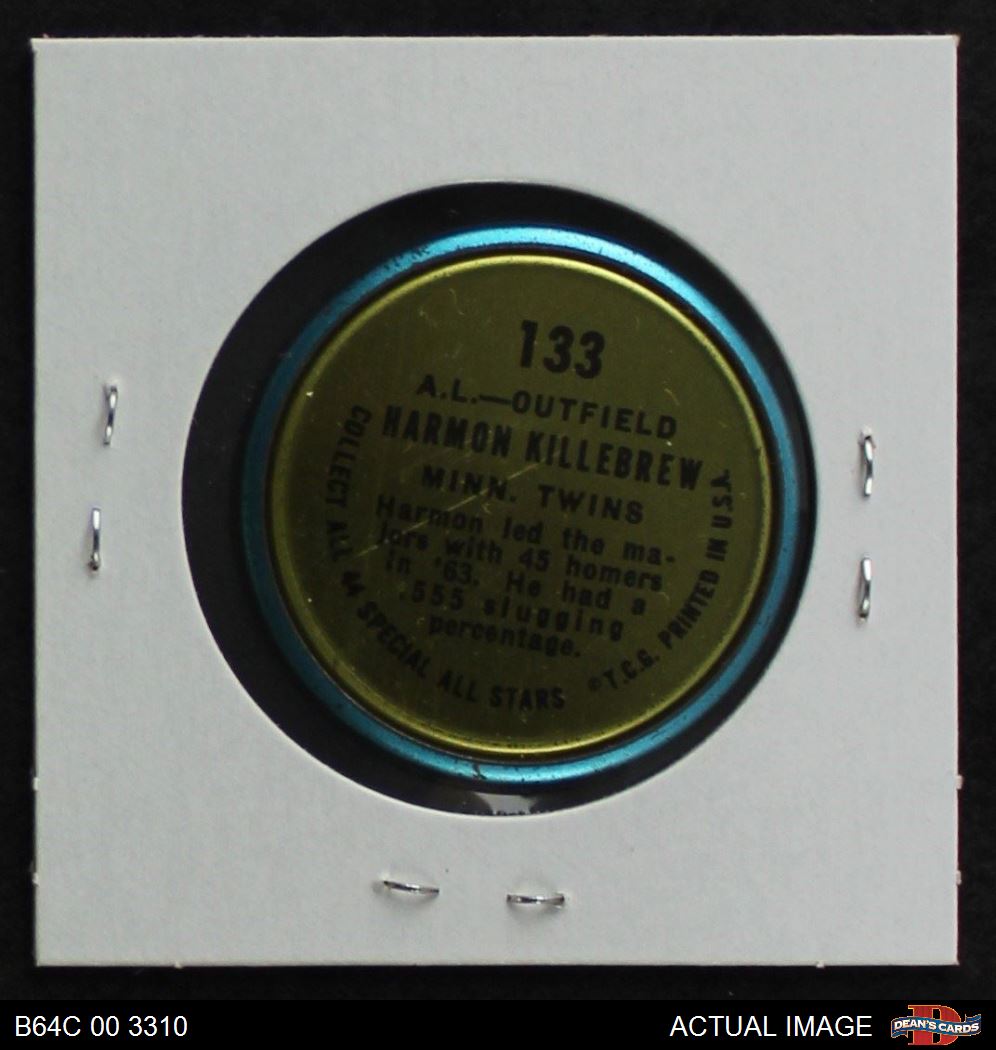 133
A.L.—OUTFIELD
HARMON KILLEBREW
MINN. TWINS
Harmon led the ma-
jors with 45 homers
in '63. He had a
.555 slugging
percentage.
COLLECT ALL 44 SPECIAL ALL STARS
©T.C.G. PRINTED IN U.S.A.
B64C 00 3310
ACTUAL IMAGE
D
DEAN'S CARDS